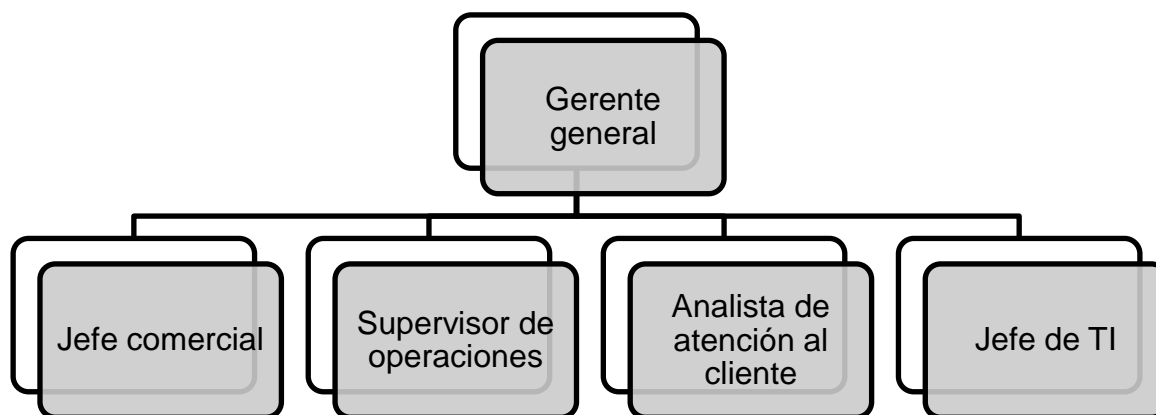 Gerente
general
Jefe comercial
Supervisor de
operaciones
Analista de
atención al
cliente
Jefe de TI